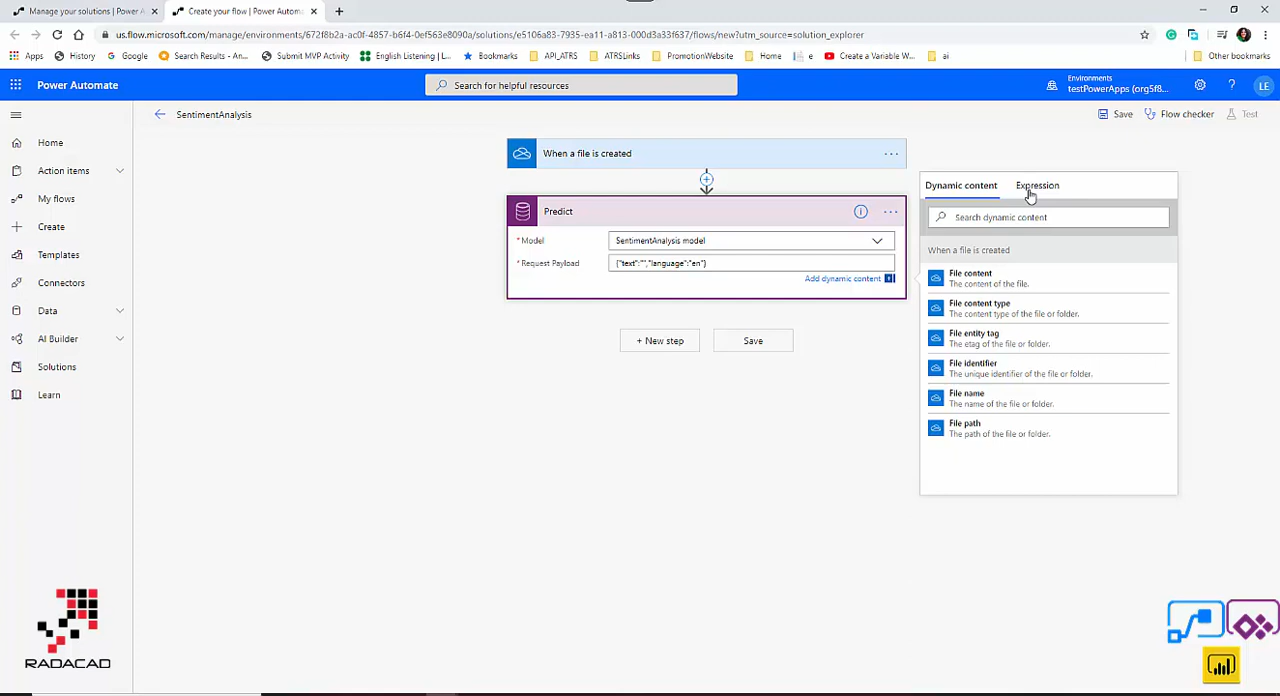 Manage your solutions | Power A
Create your flow | Power Automat
us.flow.microsoft.com/manage/environments/672f8b2a-ac0f-4857-b6f4-0ef563e8090a/solutions/e5106a83-7935-ea11-a813-000d3a33f637/flows/new?utm_source=solution_explorer
Apps
History
Google
Search Results for...
Submit MVP Activity
English Listening | L...
Bookmarks
API_ATRS
ATRSLinks
PromotionWebsite
Home
e
Create a Variable W...
ai
Other bookmarks
Power Automate
Search for helpful resources
Environments
testPowerApps (org5f8...
?
LE
SentimentAnalysis
Save
Flow checker
Test
Home
Action items
My flows
Create
Templates
Connectors
Data
AI Builder
Solutions
Learn
When a file is created
Predict
* Model
SentimentAnalysis model
* Request Payload
{"text":"","language":"en"}
Add dynamic content
+ New step
Save
Dynamic content
Expression
Search dynamic content
When a file is created
File content
The content of the file.
File content type
The content type of the file or folder.
File entity tag
The etag of the file or folder.
File identifier
The unique identifier of the file or folder.
File name
The name of the file or folder.
File path
The path of the file or folder.
RADACAD